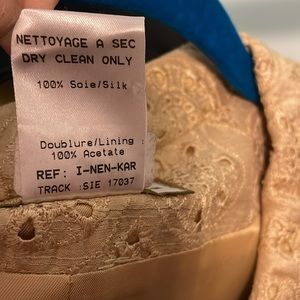 NETTOYAGE A SEC
DRY CLEAN ONLY
100% Soie/Silk
Doublure/Lining :
100% Acetate
REF: I-NEN-KAR
TRACK :SIE 17037